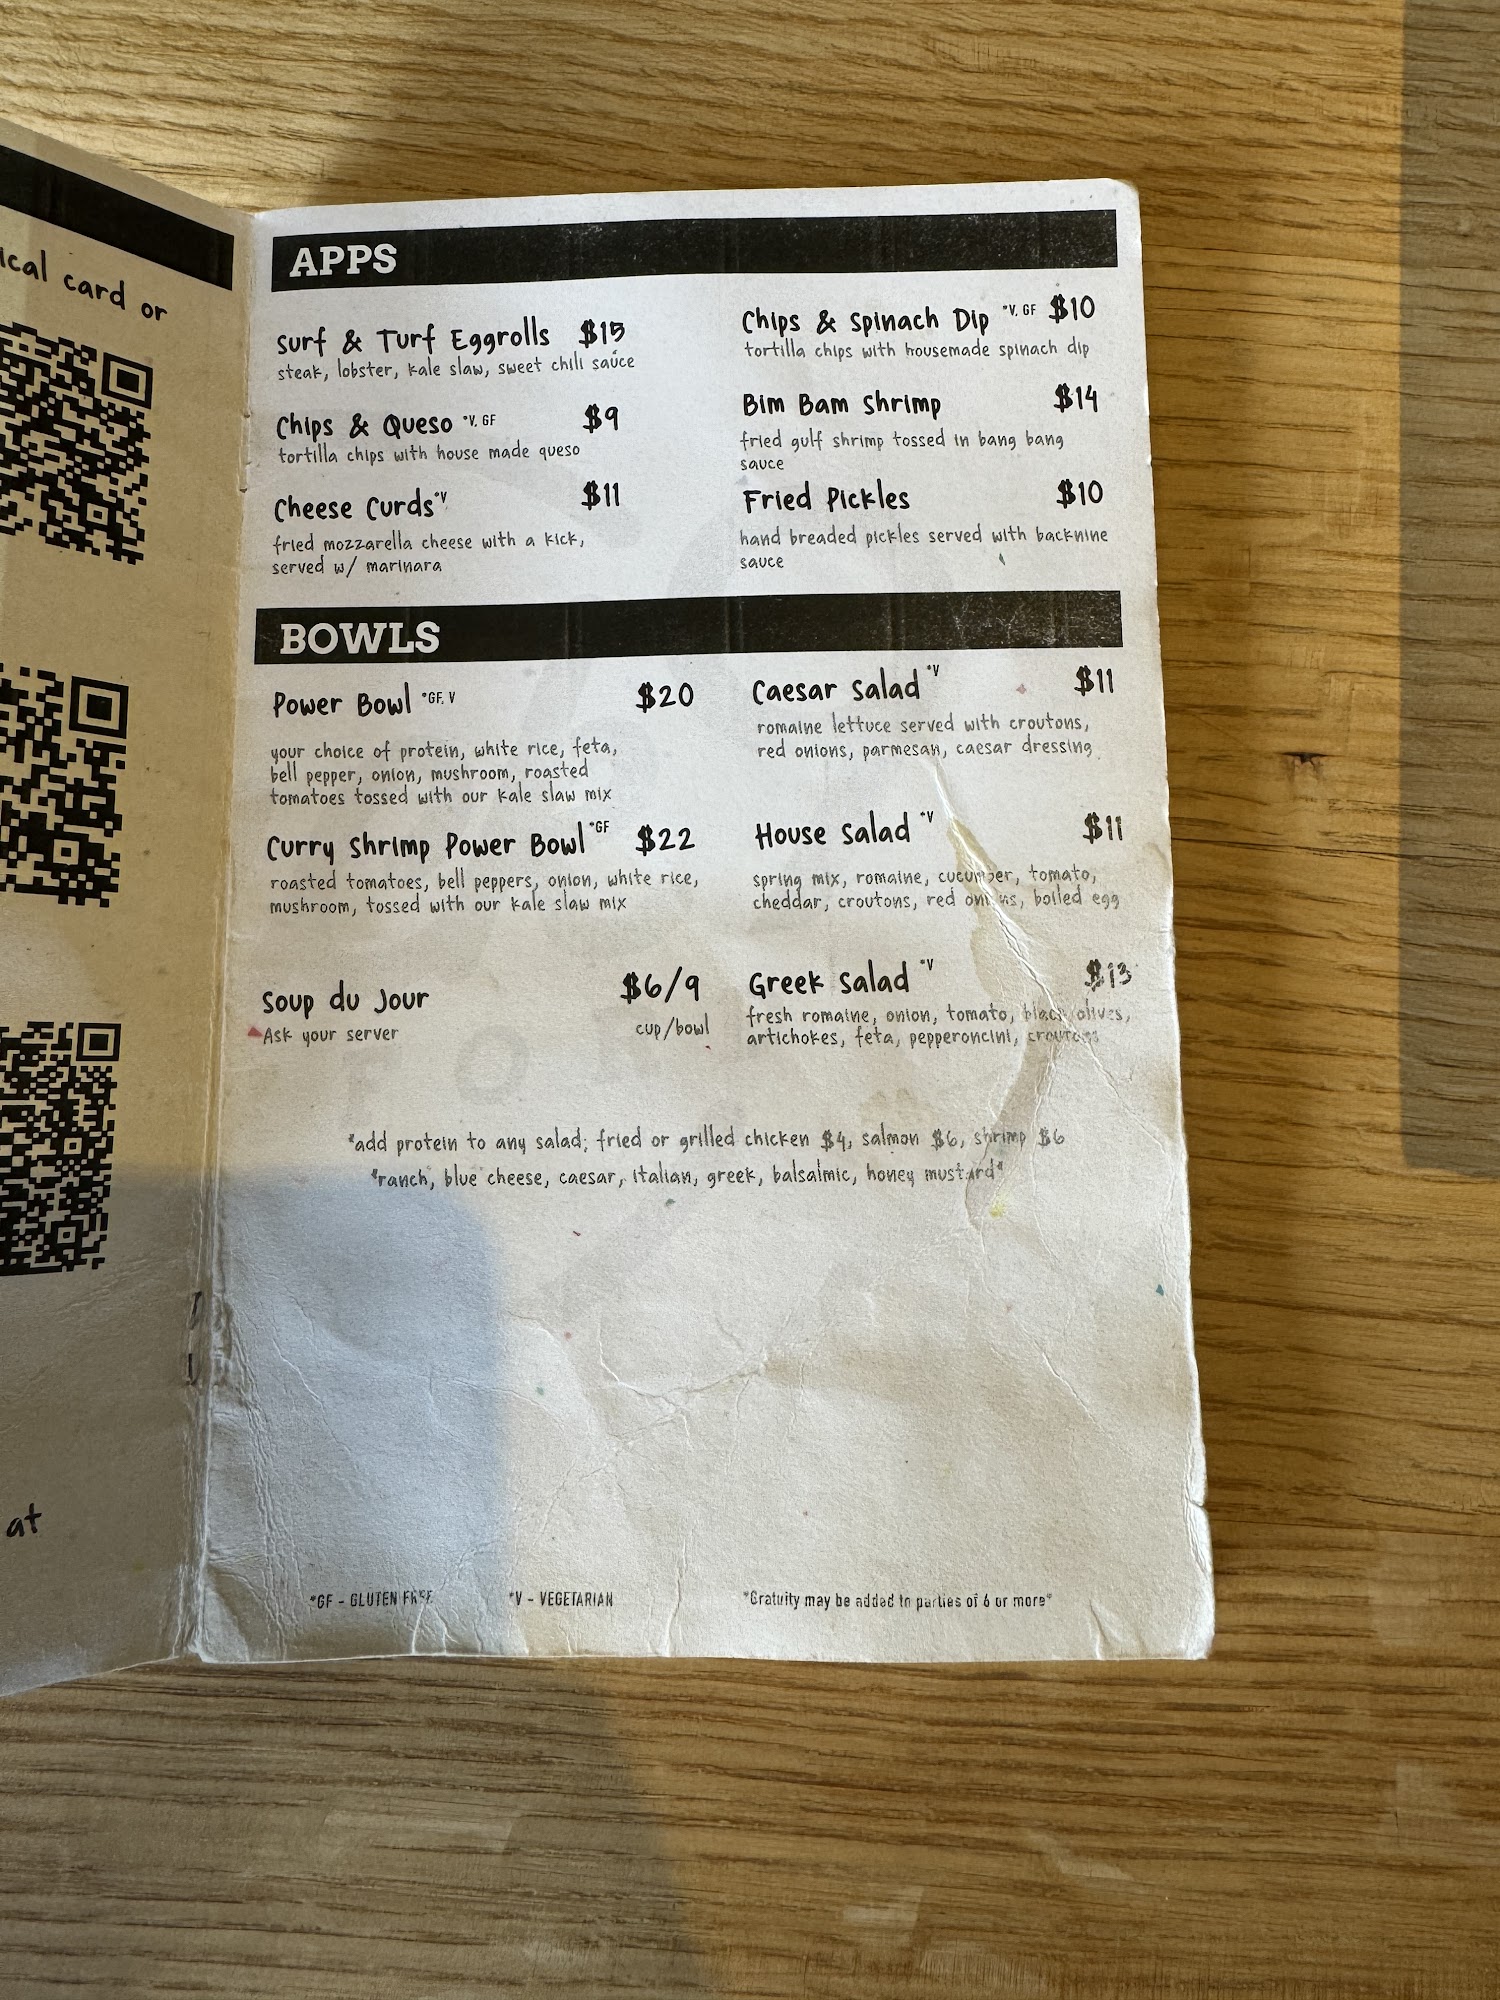 ical card or
at
APPS
Surf & Turf Eggrolls $15
steak, lobster, kale slaw, sweet chili sauce
Chips & Queso *V, GF $9
tortilla chips with house made queso
Cheese Curds *V $11
fried mozzarella cheese with a kick,
served w/ marinara
Chips & Spinach Dip *V, GF $10
tortilla chips with housemade spinach dip
Bim Bam Shrimp $14
fried gulf shrimp tossed in bang bang
sauce
Fried Pickles $10
hand breaded pickles served with backnine
sauce
BOWLS
Power Bowl *GF, V $20
your choice of protein, white rice, feta,
bell pepper, onion, mushroom, roasted
tomatoes tossed with our kale slaw mix
Curry Shrimp Power Bowl *GF $22
roasted tomatoes, bell peppers, onion, white rice,
mushroom, tossed with our kale slaw mix
Soup du Jour $6/9
Ask your server cup/bowl
Caesar Salad *V $11
romaine lettuce served with croutons,
red onions, parmesan, caesar dressing
House Salad *V $11
spring mix, romaine, cucumber, tomato,
cheddar, croutons, red onions, boiled egg
Greek Salad *V $13
fresh romaine, onion, tomato, black olives,
artichokes, feta, pepperoncini, croutons
*add protein to any salad; fried or grilled chicken $4, salmon $6, shrimp $6
*ranch, blue cheese, caesar, italian, greek, balsalmic, honey mustard*
*GF - GLUTEN FREE *V - VEGETARIAN *Gratuity may be added to parties of 6 or more*